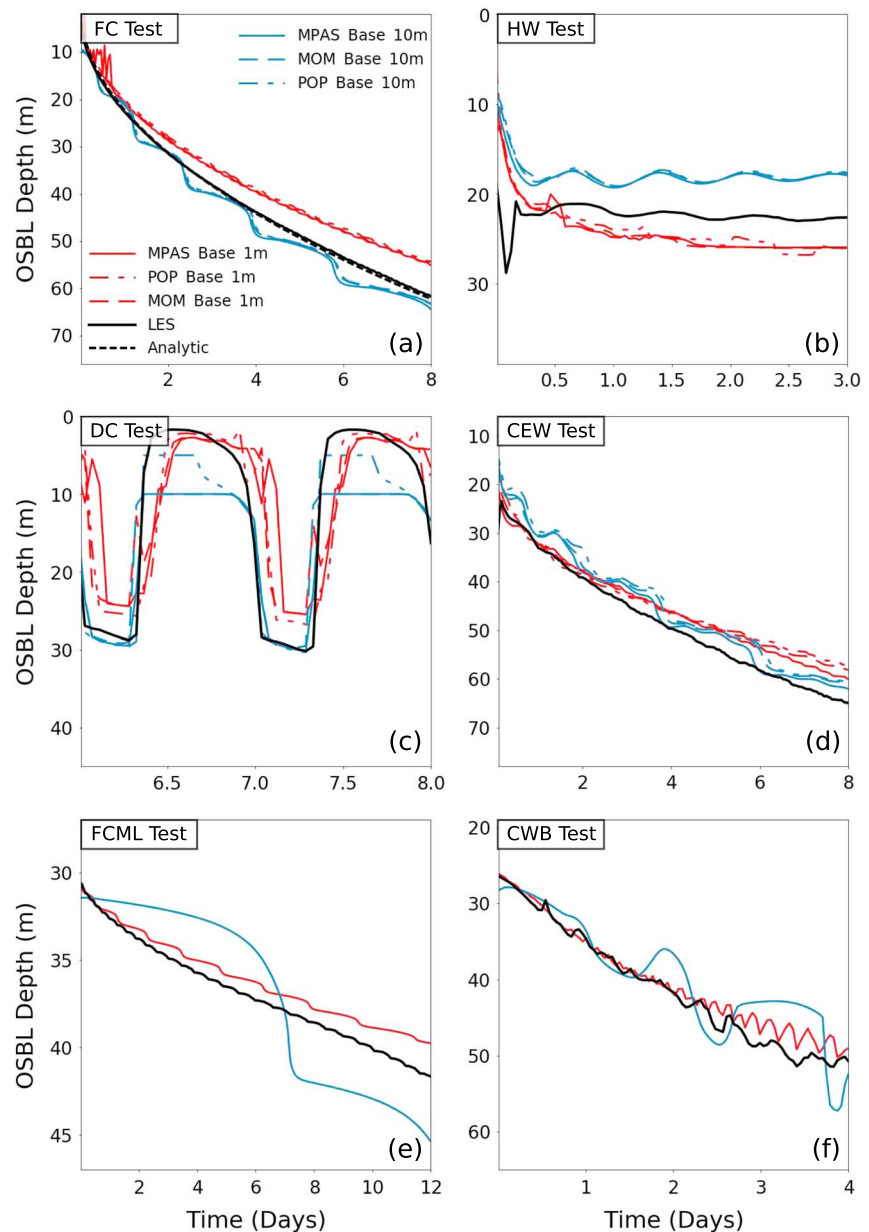 FC Test
MPAS Base 10m
MOM Base 10m
POP Base 10m
10
20
30
40
50
60
70
OSBL Depth (m)
MPAS Base 1m
POP Base 1m
MOM Base 1m
LES
Analytic
(a)
2
4
6
8
HW Test
0
10
20
30
(b)
0.5
1.0
1.5
2.0
2.5
3.0
DC Test
0
10
20
30
40
OSBL Depth (m)
(c)
6.5
7.0
7.5
8.0
CEW Test
10
20
30
40
50
60
70
(d)
2
4
6
8
FCML Test
30
35
40
45
OSBL Depth (m)
(e)
2
4
6
8
10
12
Time (Days)
CWB Test
20
30
40
50
60
(f)
1
2
3
4
Time (Days)